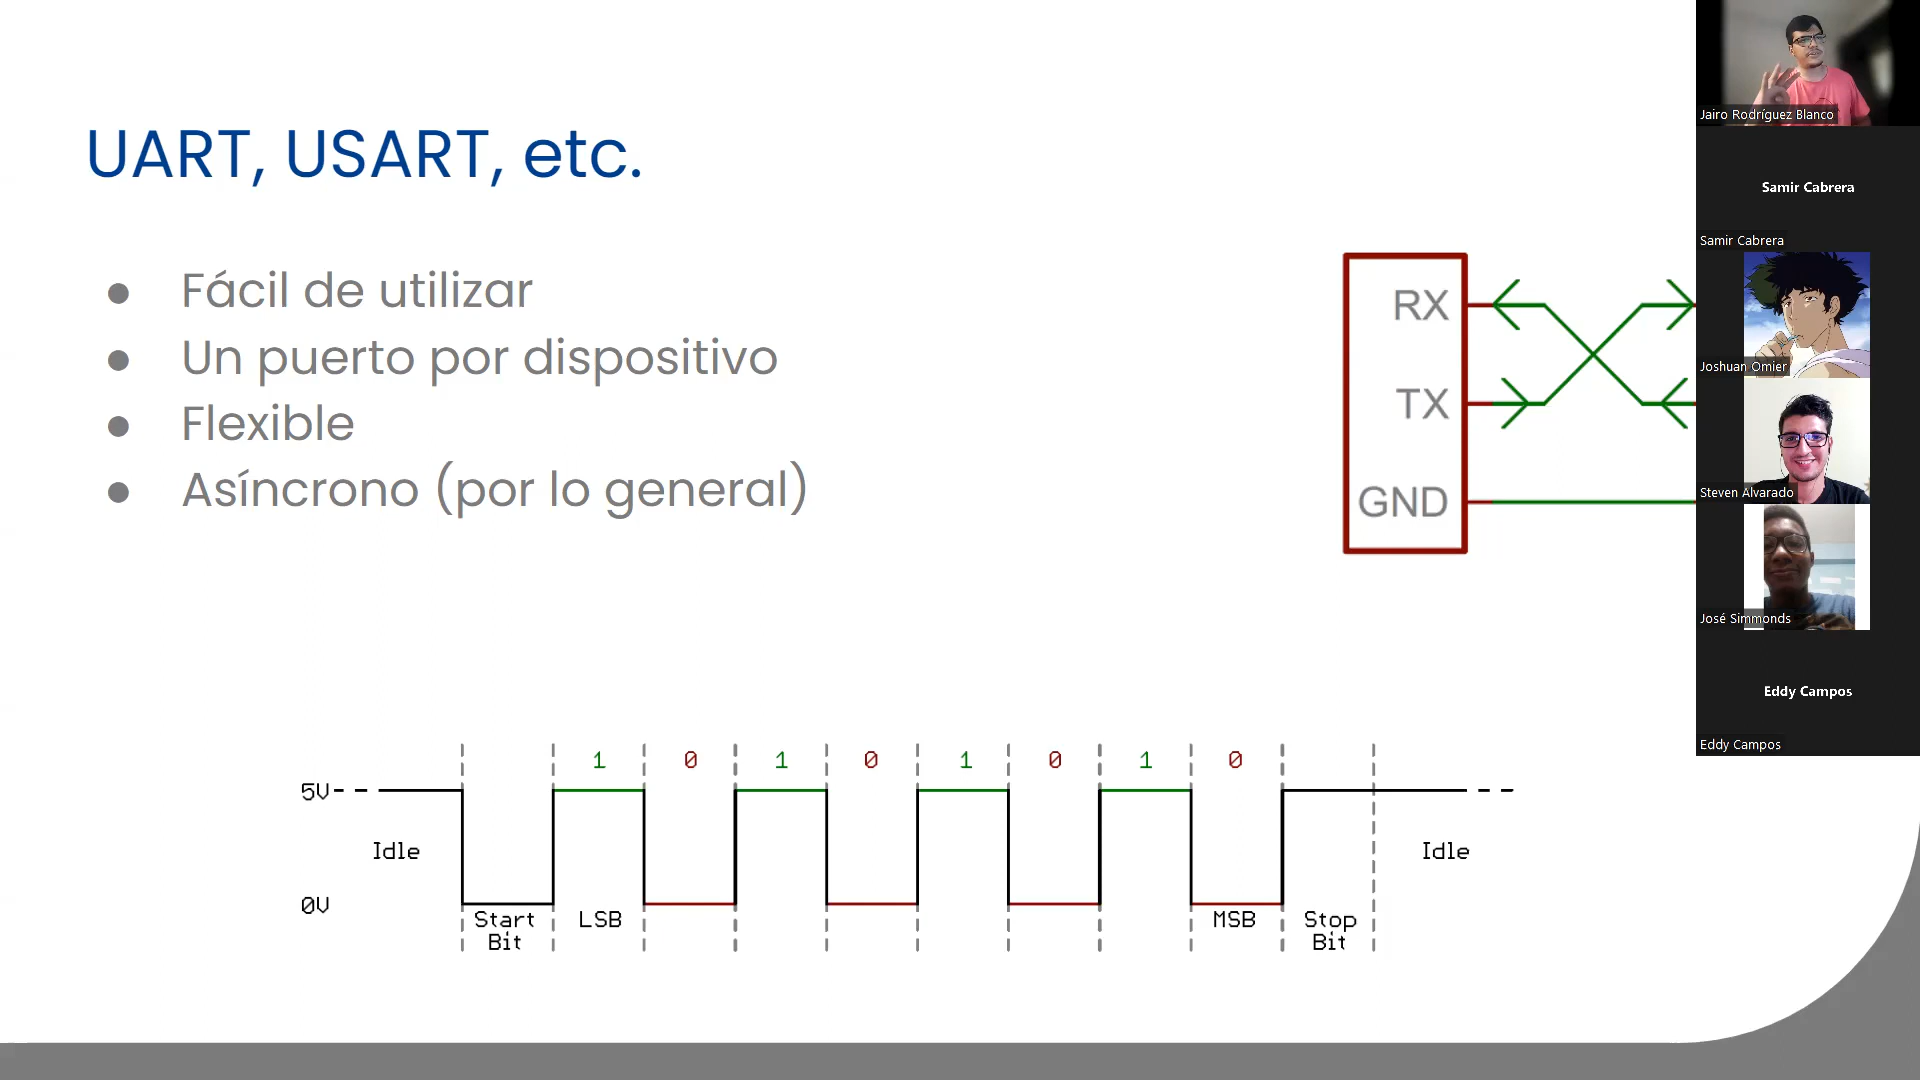 UART, USART, etc.
● Fácil de utilizar
● Un puerto por dispositivo
● Flexible
● Asíncrono (por lo general)
RX
TX
GND
1 0 1 0 1 0 1 0
5V
Idle
Idle
0V
Start Bit
LSB
MSB
Stop Bit
Jairo Rodríguez Blanco
Samir Cabrera
Samir Cabrera
Joshuan Omier
Steven Alvarado
José Simmonds
Eddy Campos
Eddy Campos